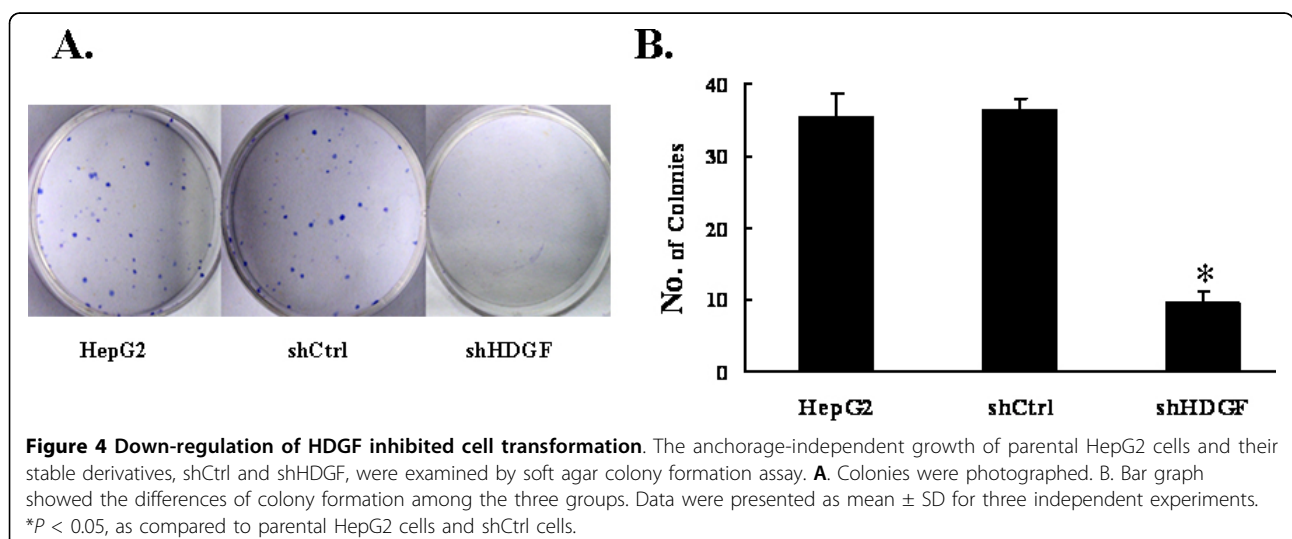 A.
B.
HepG2
shCtrl
shHDGF
No. of Colonies
40
30
20
10
0
*
HepG2
shCtrl
shHDGF
Figure 4 Down-regulation of HDGF inhibited cell transformation. The anchorage-independent growth of parental HepG2 cells and their
stable derivatives, shCtrl and shHDGF, were examined by soft agar colony formation assay. A. Colonies were photographed. B. Bar graph
showed the differences of colony formation among the three groups. Data were presented as mean ± SD for three independent experiments.
*P < 0.05, as compared to parental HepG2 cells and shCtrl cells.